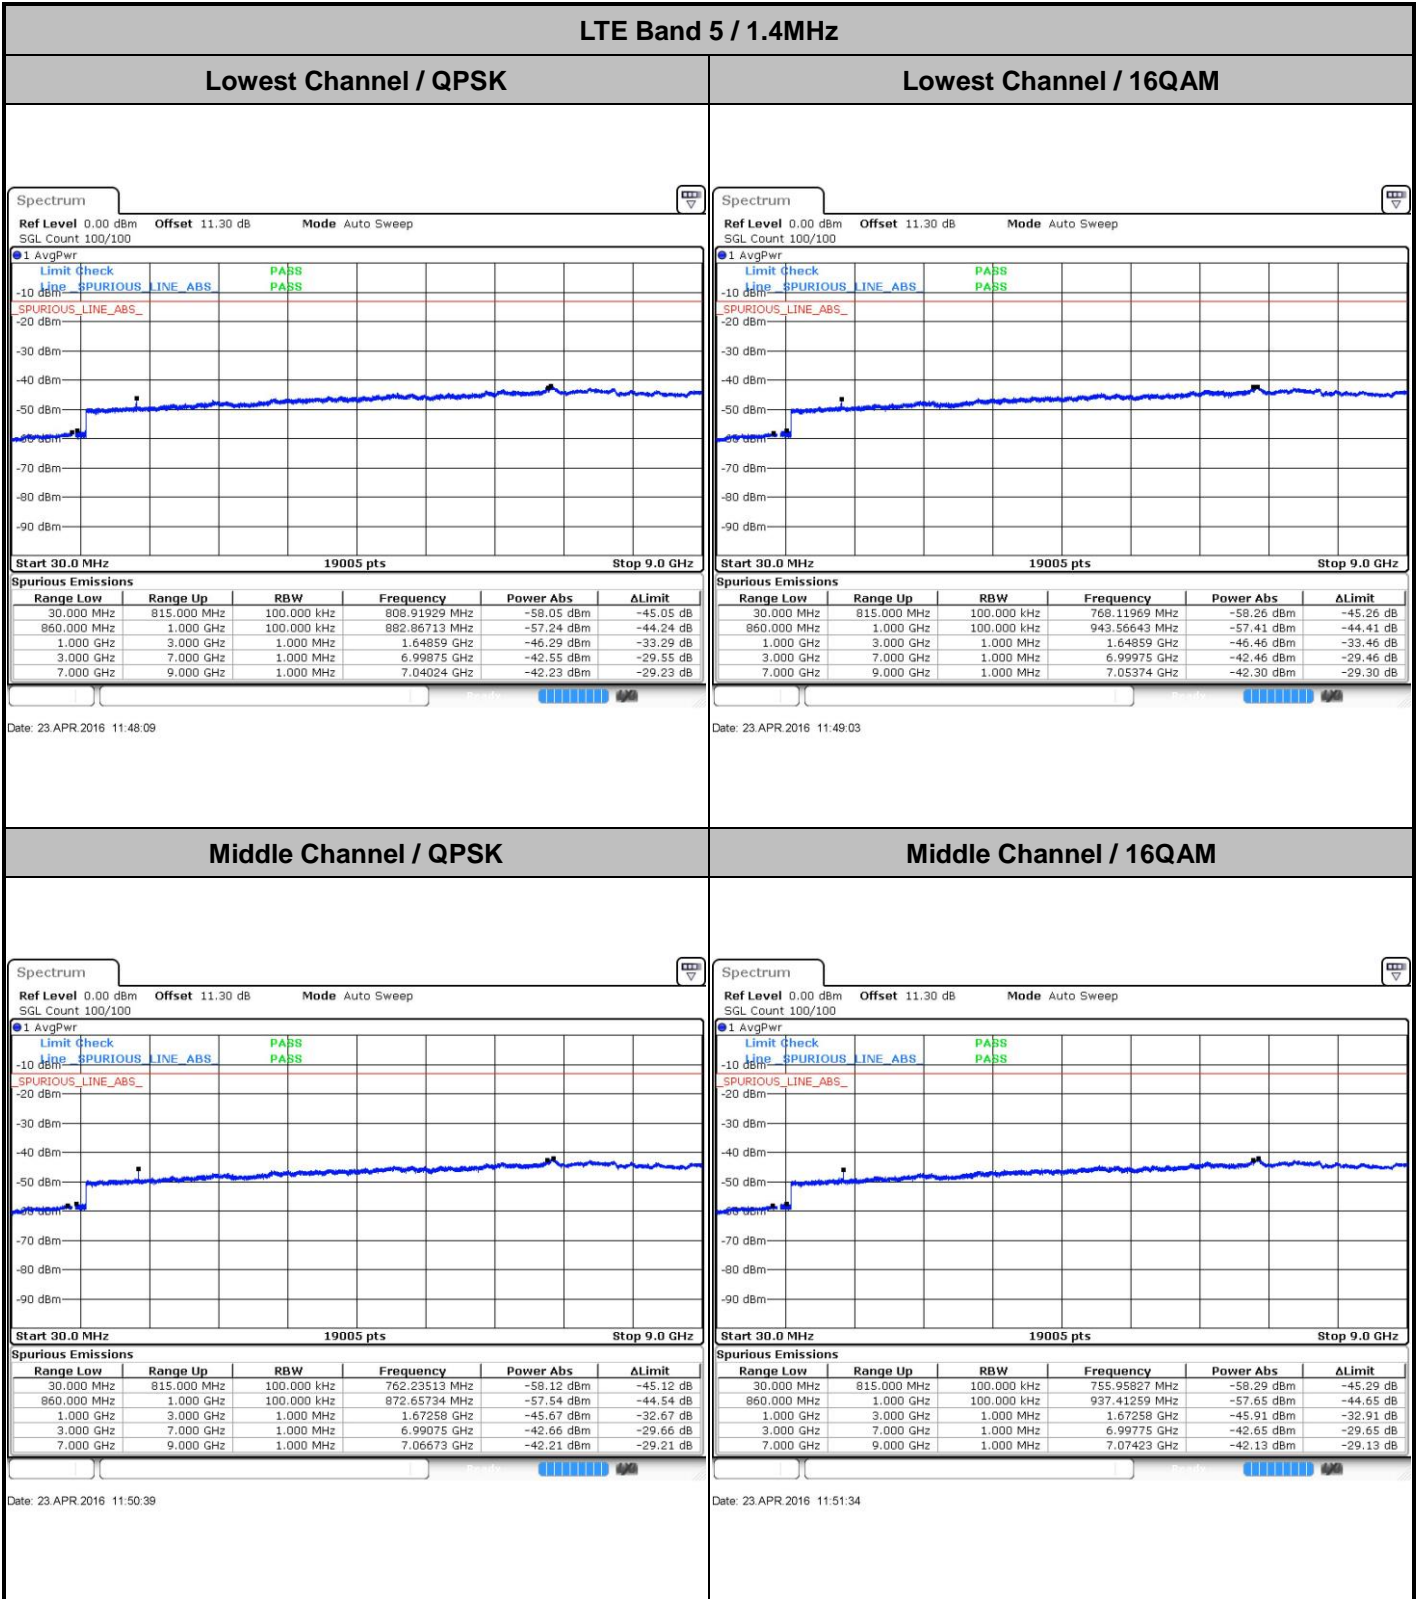 LTE Band 5 / 1.4MHz
Lowest Channel / QPSK
Lowest Channel / 16QAM
Spectrum
Ref Level 0.00 dBm Offset 11.30 dB Mode Auto Sweep
SGL Count 100/100
1 AvgPwr
Limit Check PASS
Line _SPURIOUS_LINE_ABS_ PASS
-10 dBm
_SPURIOUS_LINE_ABS_
-20 dBm
-30 dBm
-40 dBm
-50 dBm
-60 dBm
-70 dBm
-80 dBm
-90 dBm
Start 30.0 MHz 19005 pts Stop 9.0 GHz
Spurious Emissions
Range Low Range Up RBW Frequency Power Abs ΔLimit
30.000 MHz 815.000 MHz 100.000 kHz 808.91929 MHz -58.05 dBm -45.05 dB
860.000 MHz 1.000 GHz 100.000 kHz 882.86713 MHz -57.24 dBm -44.24 dB
1.000 GHz 3.000 GHz 1.000 MHz 1.64859 GHz -46.29 dBm -33.29 dB
3.000 GHz 7.000 GHz 1.000 MHz 6.99875 GHz -42.55 dBm -29.55 dB
7.000 GHz 9.000 GHz 1.000 MHz 7.04024 GHz -42.23 dBm -29.23 dB
Ready
Date: 23.APR.2016 11:48:09
Spectrum
Ref Level 0.00 dBm Offset 11.30 dB Mode Auto Sweep
SGL Count 100/100
1 AvgPwr
Limit Check PASS
Line _SPURIOUS_LINE_ABS_ PASS
-10 dBm
_SPURIOUS_LINE_ABS_
-20 dBm
-30 dBm
-40 dBm
-50 dBm
-60 dBm
-70 dBm
-80 dBm
-90 dBm
Start 30.0 MHz 19005 pts Stop 9.0 GHz
Spurious Emissions
Range Low Range Up RBW Frequency Power Abs ΔLimit
30.000 MHz 815.000 MHz 100.000 kHz 768.11969 MHz -58.26 dBm -45.26 dB
860.000 MHz 1.000 GHz 100.000 kHz 943.56643 MHz -57.41 dBm -44.41 dB
1.000 GHz 3.000 GHz 1.000 MHz 1.64859 GHz -46.46 dBm -33.46 dB
3.000 GHz 7.000 GHz 1.000 MHz 6.99975 GHz -42.46 dBm -29.46 dB
7.000 GHz 9.000 GHz 1.000 MHz 7.05374 GHz -42.30 dBm -29.30 dB
Ready
Date: 23.APR.2016 11:49:03
Middle Channel / QPSK
Middle Channel / 16QAM
Spectrum
Ref Level 0.00 dBm Offset 11.30 dB Mode Auto Sweep
SGL Count 100/100
1 AvgPwr
Limit Check PASS
Line _SPURIOUS_LINE_ABS_ PASS
-10 dBm
_SPURIOUS_LINE_ABS_
-20 dBm
-30 dBm
-40 dBm
-50 dBm
-60 dBm
-70 dBm
-80 dBm
-90 dBm
Start 30.0 MHz 19005 pts Stop 9.0 GHz
Spurious Emissions
Range Low Range Up RBW Frequency Power Abs ΔLimit
30.000 MHz 815.000 MHz 100.000 kHz 762.23513 MHz -58.12 dBm -45.12 dB
860.000 MHz 1.000 GHz 100.000 kHz 872.65734 MHz -57.54 dBm -44.54 dB
1.000 GHz 3.000 GHz 1.000 MHz 1.67258 GHz -45.67 dBm -32.67 dB
3.000 GHz 7.000 GHz 1.000 MHz 6.99075 GHz -42.66 dBm -29.66 dB
7.000 GHz 9.000 GHz 1.000 MHz 7.06673 GHz -42.21 dBm -29.21 dB
Ready
Date: 23.APR.2016 11:50:39
Spectrum
Ref Level 0.00 dBm Offset 11.30 dB Mode Auto Sweep
SGL Count 100/100
1 AvgPwr
Limit Check PASS
Line _SPURIOUS_LINE_ABS_ PASS
-10 dBm
_SPURIOUS_LINE_ABS_
-20 dBm
-30 dBm
-40 dBm
-50 dBm
-60 dBm
-70 dBm
-80 dBm
-90 dBm
Start 30.0 MHz 19005 pts Stop 9.0 GHz
Spurious Emissions
Range Low Range Up RBW Frequency Power Abs ΔLimit
30.000 MHz 815.000 MHz 100.000 kHz 755.95827 MHz -58.29 dBm -45.29 dB
860.000 MHz 1.000 GHz 100.000 kHz 937.41259 MHz -57.65 dBm -44.65 dB
1.000 GHz 3.000 GHz 1.000 MHz 1.67258 GHz -45.91 dBm -32.91 dB
3.000 GHz 7.000 GHz 1.000 MHz 6.99775 GHz -42.65 dBm -29.65 dB
7.000 GHz 9.000 GHz 1.000 MHz 7.07423 GHz -42.13 dBm -29.13 dB
Ready
Date: 23.APR.2016 11:51:34